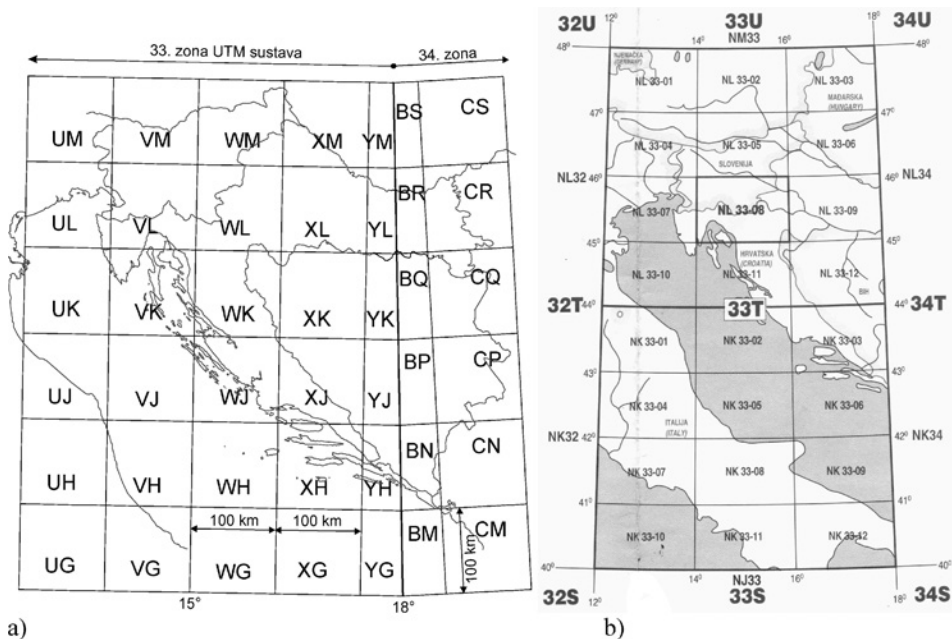 33. zona UTM sustava 34. zona
UM VM WM XM YM BS CS
UL VL WL XL YL BR CR
UK VK WK XK YK BQ CQ
UJ VJ WJ XJ YJ BP CP
UH VH WH XH YH BN CN
100 km 100 km
UG VG WG XG YG BM CM
100 km
15° 18°
a)
32U 33U 34U
14° NM33 16°
48° 18° 48°
NJEMAČKA
(GERMANY)
NL 33-01 NL 33-02 NL 33-03
MAĐARSKA
(HUNGARY)
47° 47°
NL 33-04 NL 33-05 NL 33-06
SLOVENIJA
NL32 46° 46° NL34
NL 33-07 NL 33-08 NL 33-09
45° 45°
HRVATSKA
(CROATIA)
NL 33-10 NL 33-11 NL 33-12
BIH
32T 44° 33T 44° 34T
NK 33-01 NK 33-02 NK 33-03
43° 43°
NK 33-04 NK 33-05 NK 33-06
ITALIJA
(ITALY)
NK32 42° 42° NK34
NK 33-07 NK 33-08 NK 33-09
41° 41°
NK 33-10 NK 33-11 NK 33-12
40° 40°
32S 12° 14° NJ33 16° 18° 34S
33S
b)